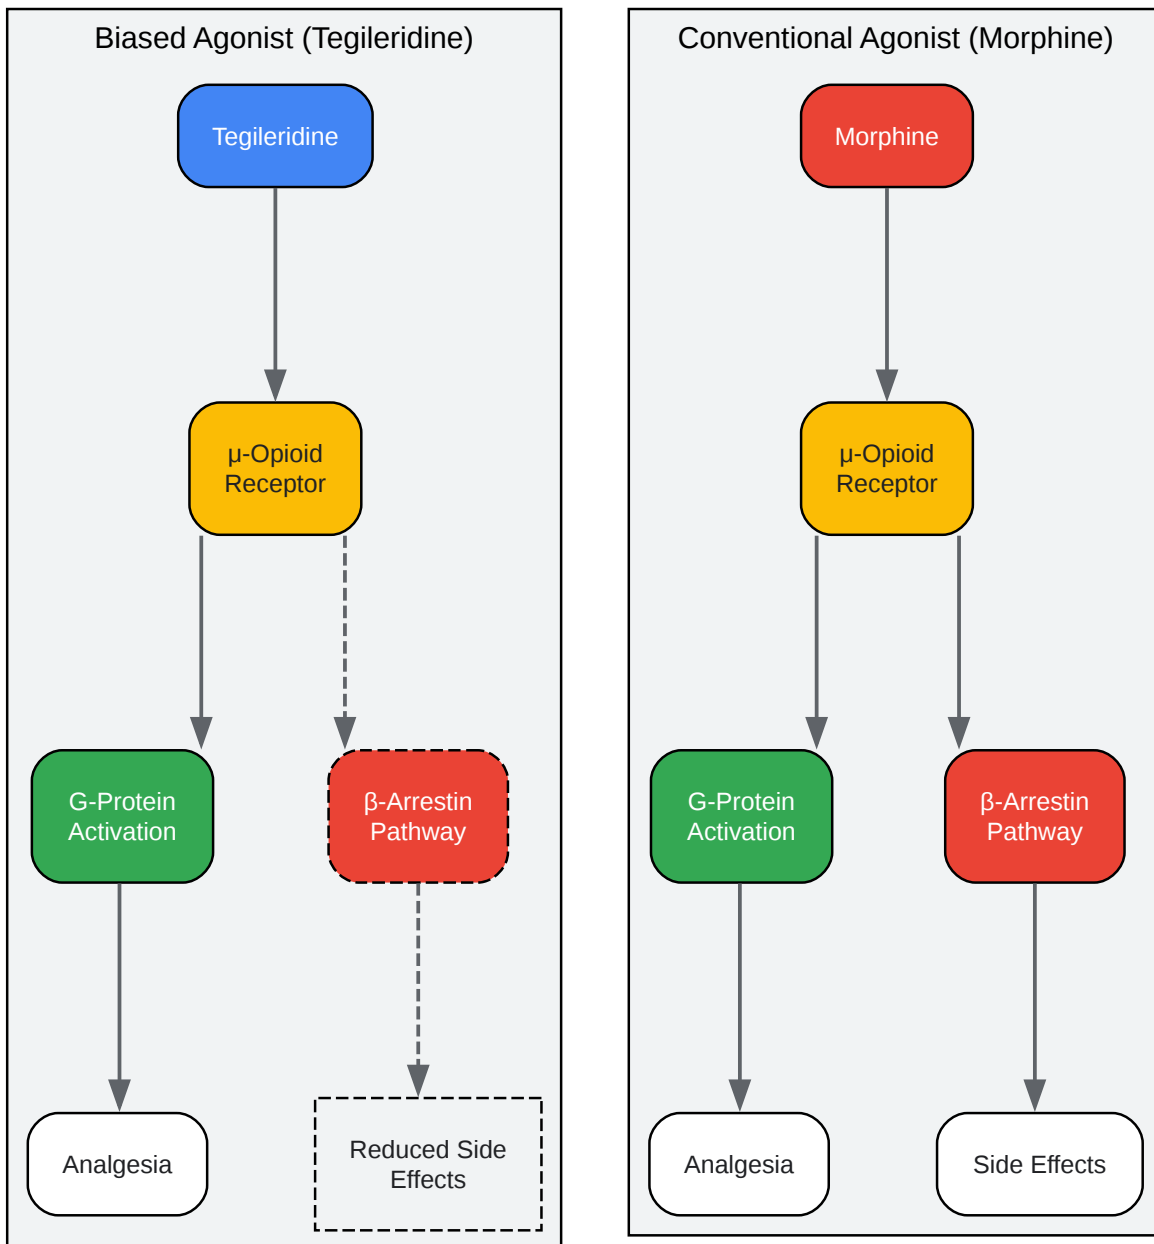 Biased Agonist (Tegileridine)
Tegileridine
μ-Opioid
Receptor
G-Protein
Activation
β-Arrestin
Pathway
Analgesia
Reduced Side
Effects
Conventional Agonist (Morphine)
Morphine
μ-Opioid
Receptor
G-Protein
Activation
β-Arrestin
Pathway
Analgesia
Side Effects